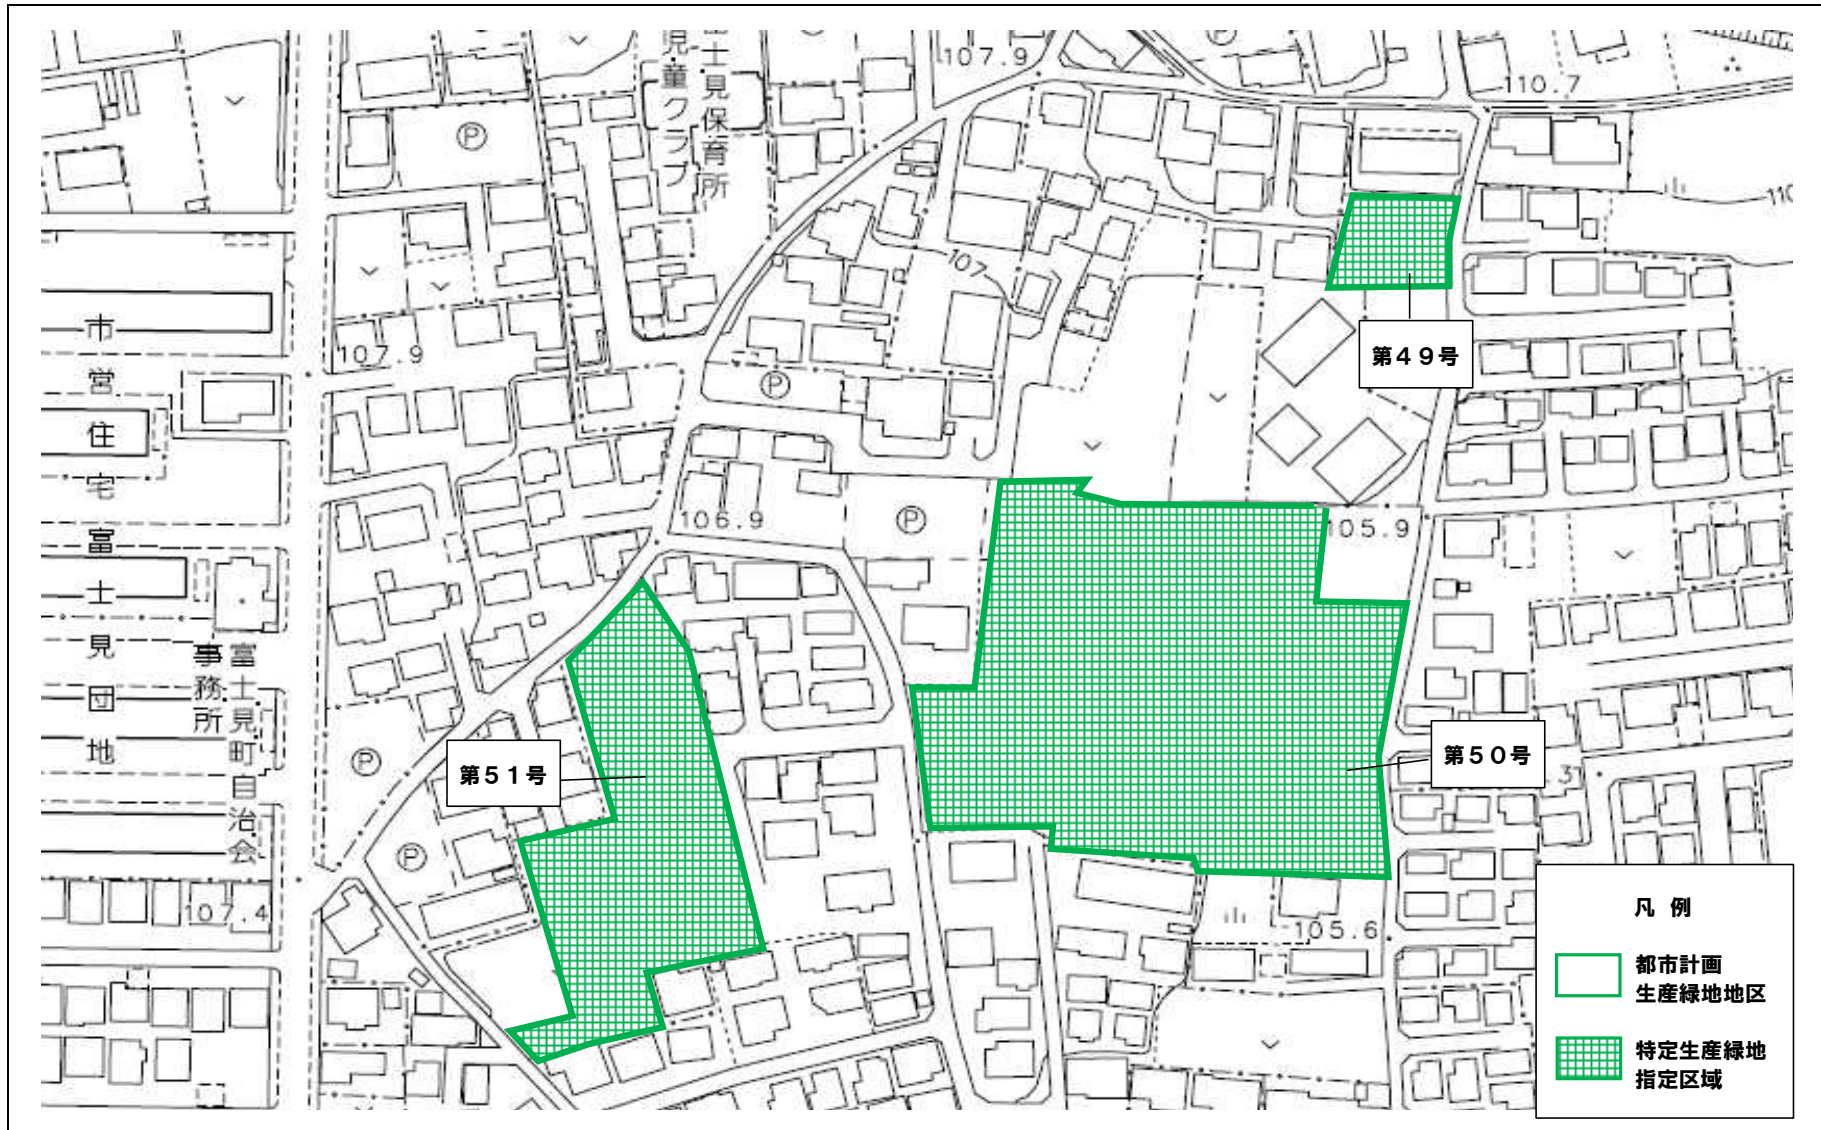 富士見保育所
児童クラブ
107.9
110.7
110
Ⓟ
Ⓟ
107
107.9
Ⓟ
第49号
市営住宅富士見団地
106.9
Ⓟ
105.9
富士見町自治会
事務所
Ⓟ
第51号
第50号
.3
Ⓟ
107.4
105.6
凡 例
都市計画
生産緑地地区
特定生産緑地
指定区域